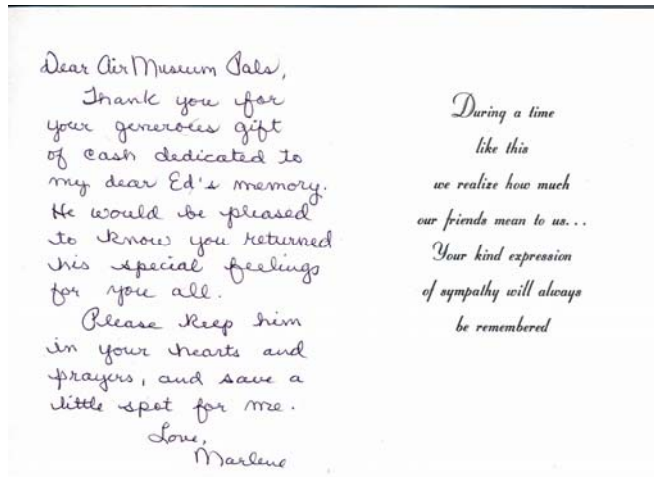 Dear Air Museum Pals,
Thank you for
your generous gift
of cash dedicated to
my dear Ed's memory.
He would be pleased
to know you returned
his special feelings
for you all.
Please keep him
in your hearts and
prayers, and save a
little spot for me.
Love,
Marlene
During a time
like this
we realize how much
our friends mean to us...
Your kind expression
of sympathy will always
be remembered